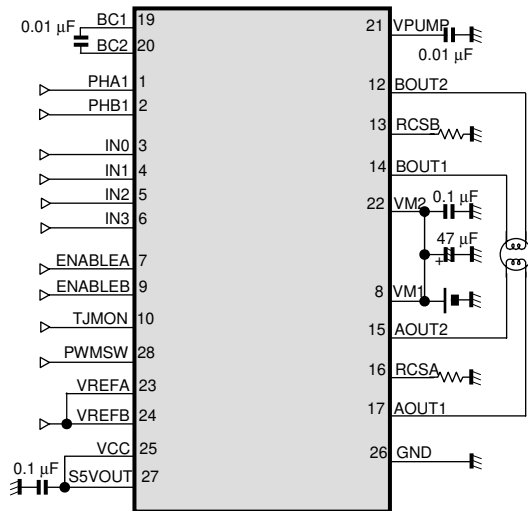 BC1 19
0.01 µF
BC2 20
PHA1 1
PHB1 2
IN0 3
IN1 4
IN2 5
IN3 6
ENABLEA 7
ENABLEB 9
TJMON 10
PWMSW 28
VREFA 23
VREFB 24
VCC 25
0.1 µF
S5VOUT 27
21 VPUMP
0.01 µF
12 BOUT2
13 RCSB
14 BOUT1
0.1 µF
22 VM2
47 µF
+
8 VM1
15 AOUT2
16 RCSA
17 AOUT1
26 GND